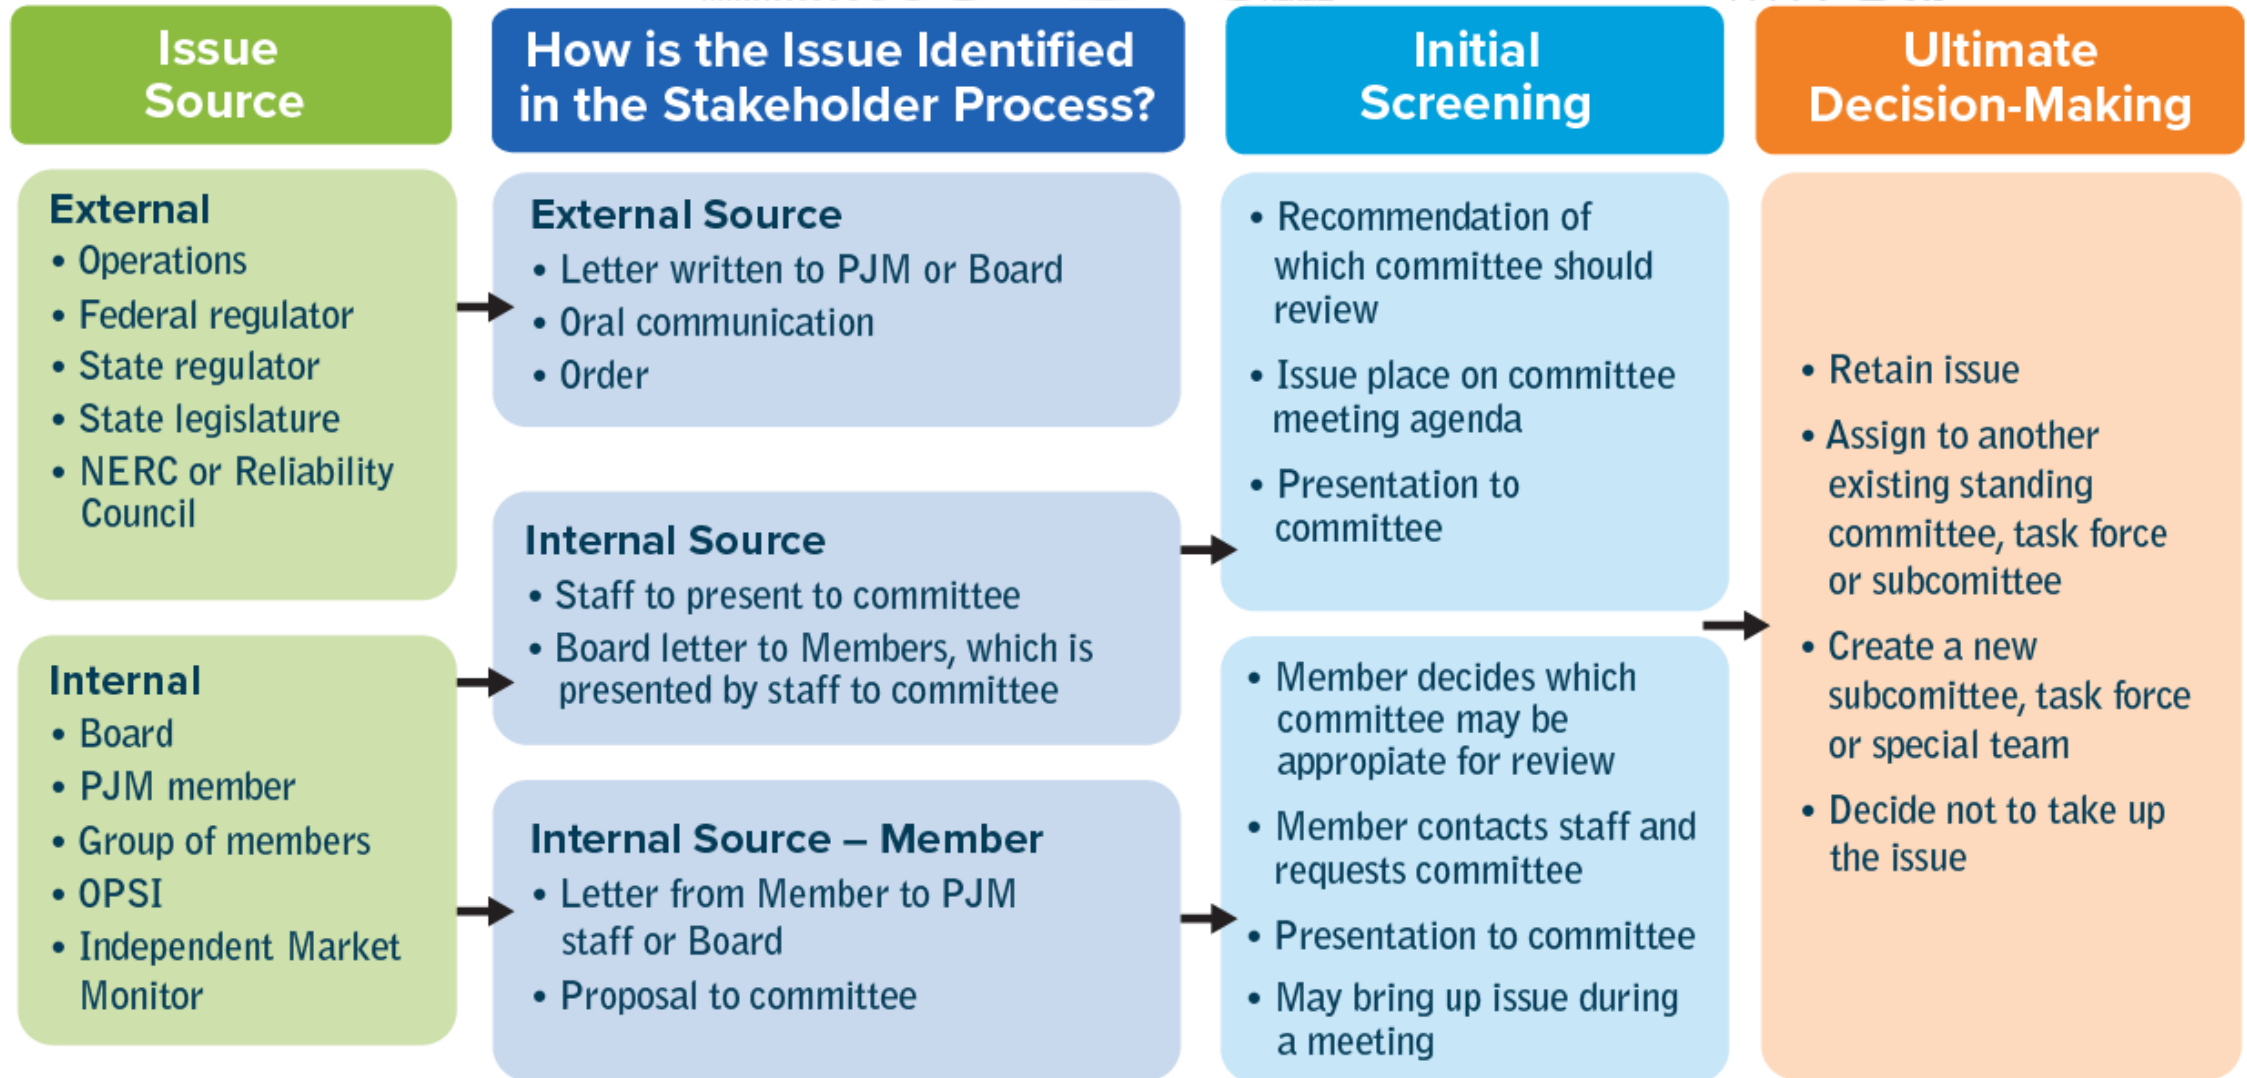 Issue
Source
How is the Issue Identified
in the Stakeholder Process?
Initial
Screening
Ultimate
Decision-Making
External
• Operations
• Federal regulator
• State regulator
• State legislature
• NERC or Reliability
Council
Internal
• Board
• PJM member
• Group of members
• OPSI
• Independent Market
Monitor
External Source
• Letter written to PJM or Board
• Oral communication
• Order
Internal Source
• Staff to present to committee
• Board letter to Members, which is
presented by staff to committee
Internal Source – Member
• Letter from Member to PJM
staff or Board
• Proposal to committee
• Recommendation of
which committee should
review
• Issue place on committee
meeting agenda
• Presentation to
committee
• Member decides which
committee may be
appropiate for review
• Member contacts staff and
requests committee
• Presentation to committee
• May bring up issue during
a meeting
• Retain issue
• Assign to another
existing standing
committee, task force
or subcomittee
• Create a new
subcomittee, task force
or special team
• Decide not to take up
the issue